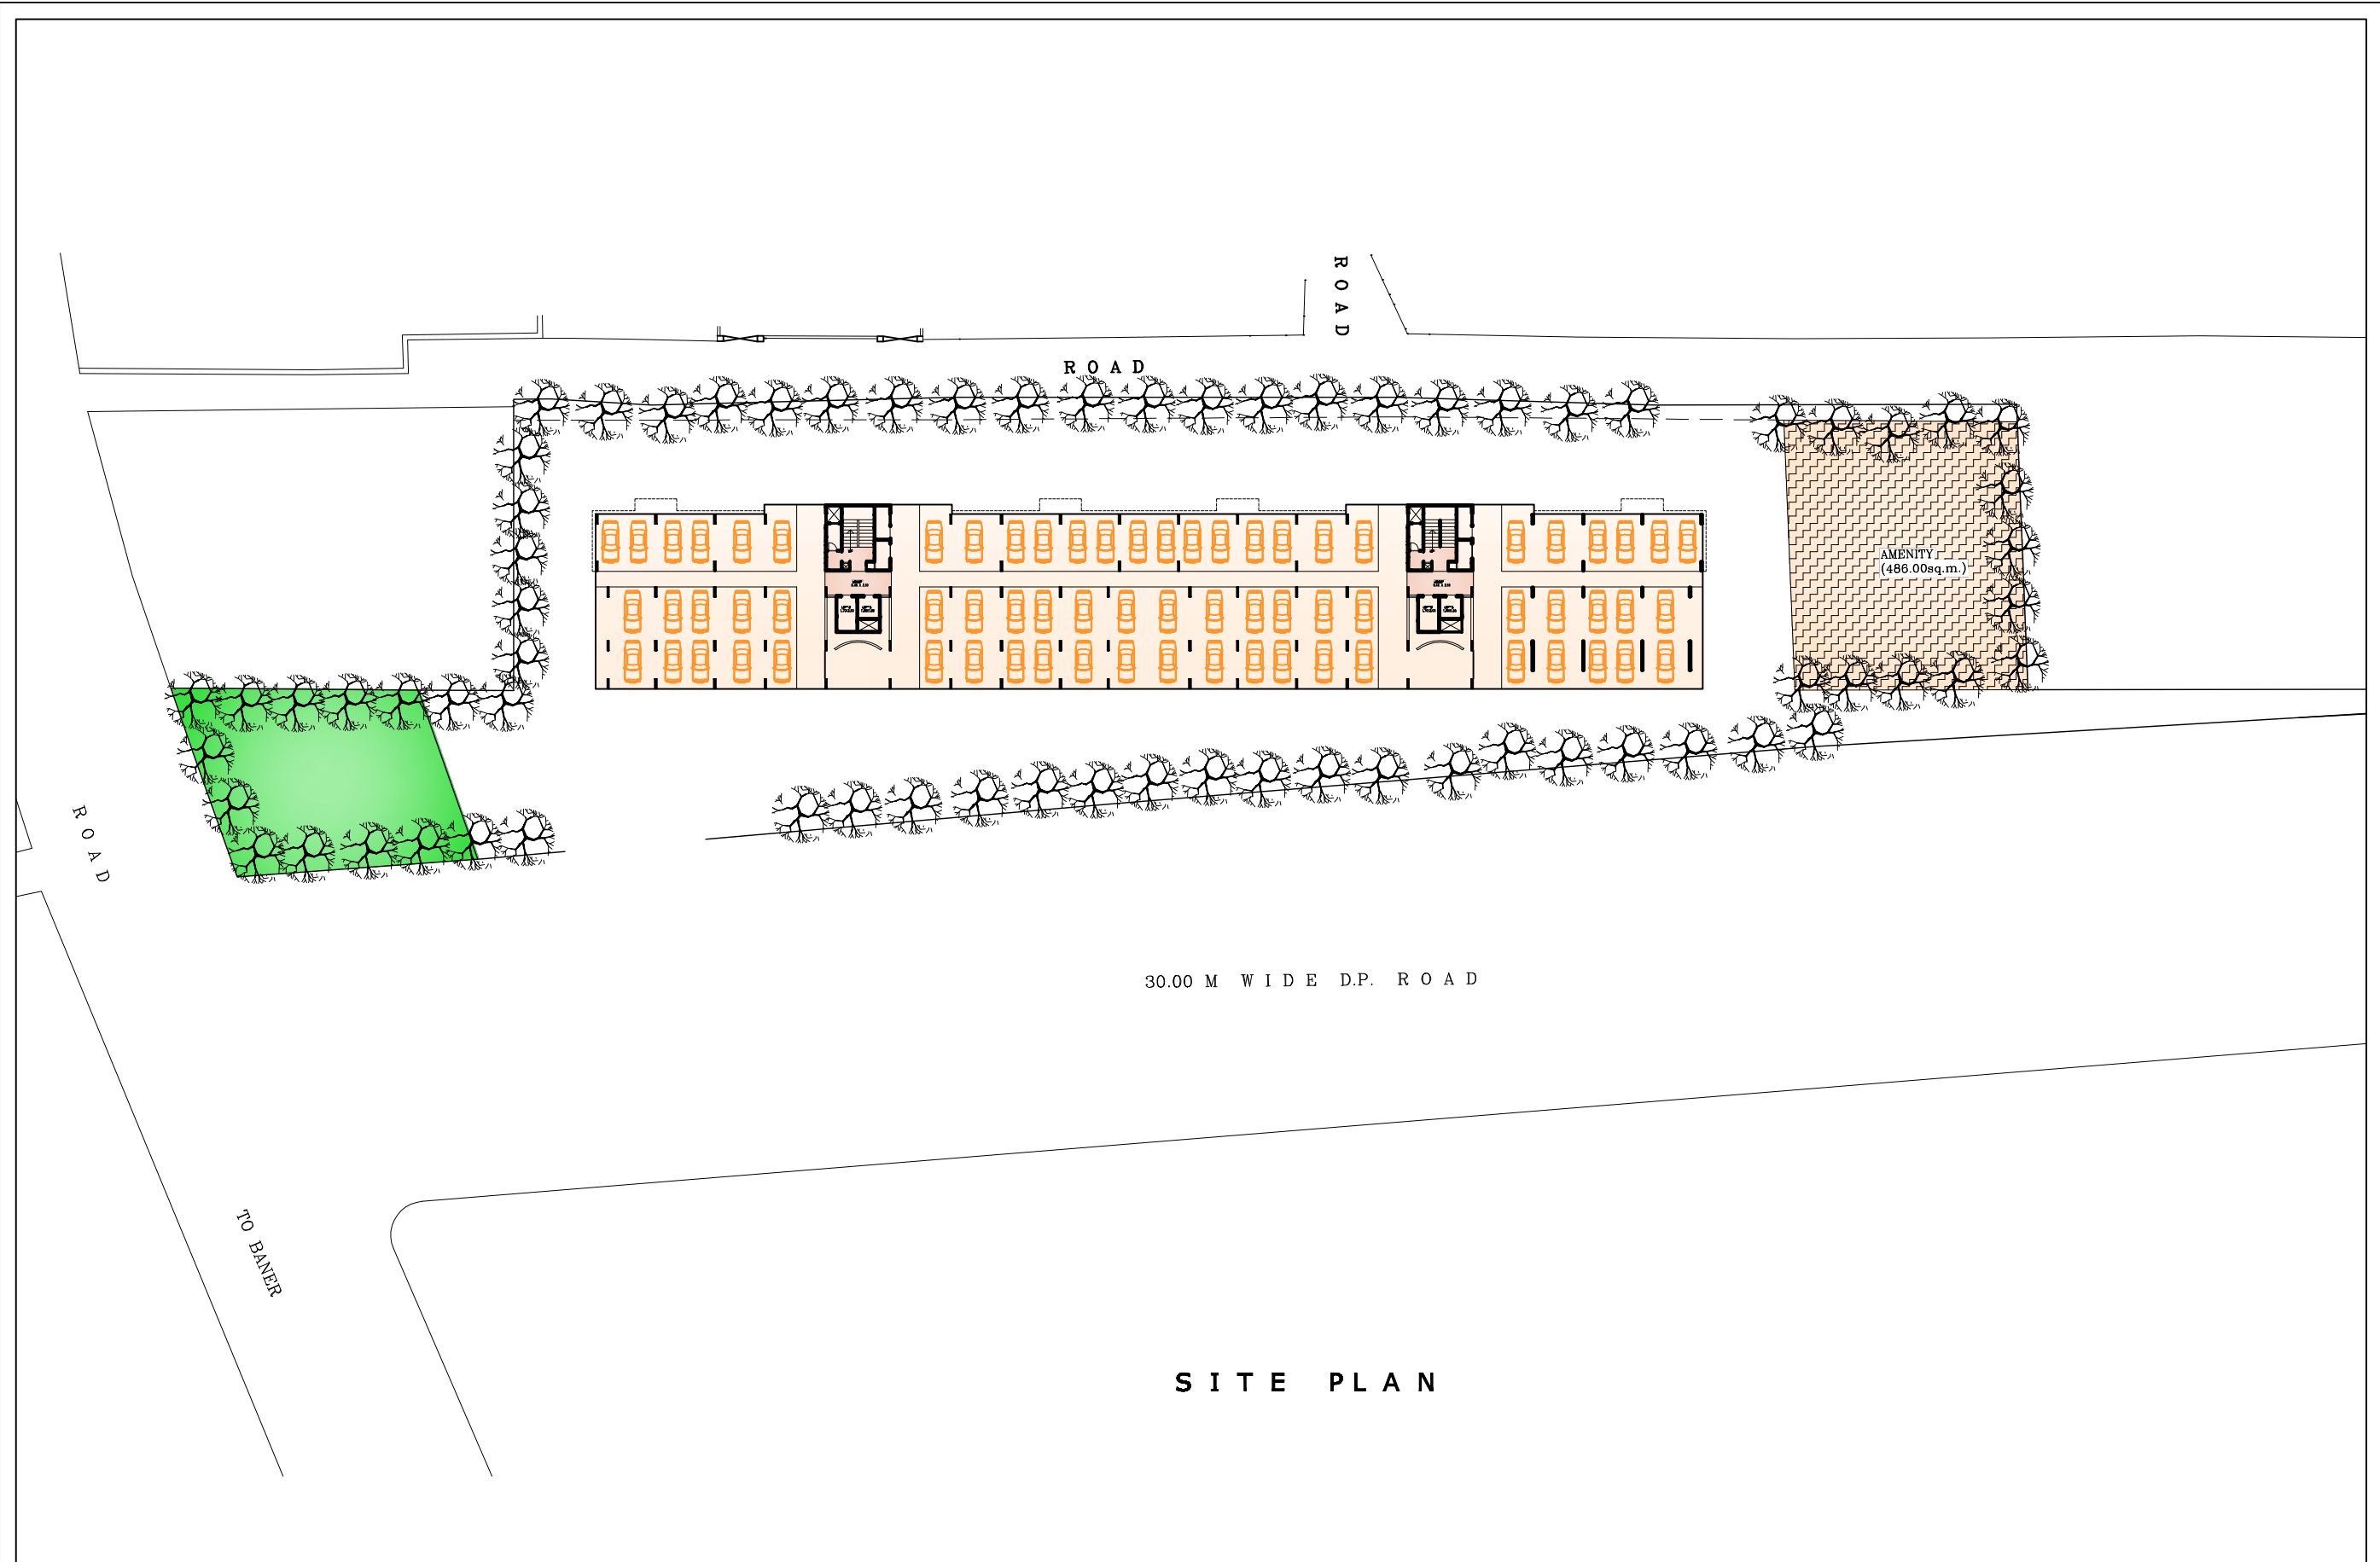 ROAD
ROAD
AMENITY
(486.00sq.m.)
ROAD
30.00 M WIDE D.P. ROAD
TO BANER
SITE PLAN